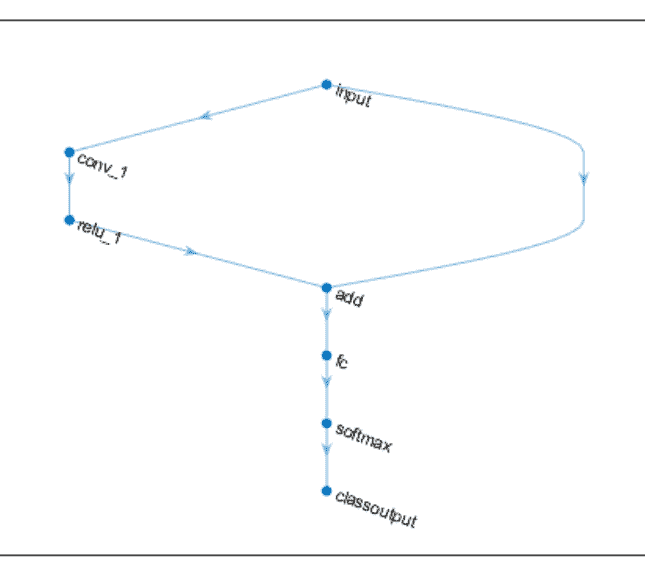 input
conv_1
relu_1
add
fc
softmax
classoutput